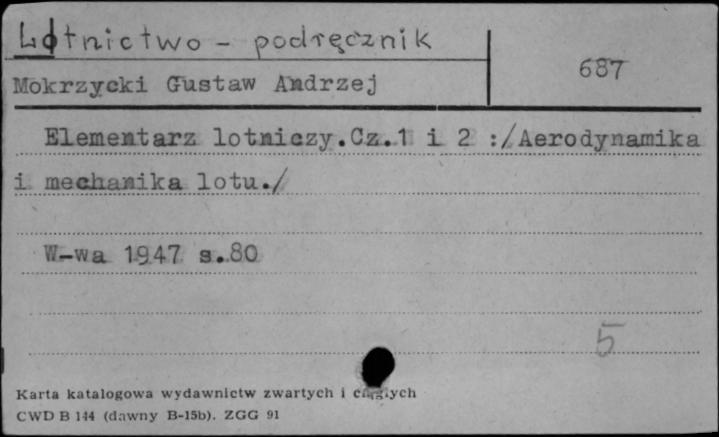 Lotnictwo - podręcznik
687
Mokrzycki Gustaw Andrzej
Elementarz lotniczy.Cz.1 i 2 :/Aerodynamika
i mechanika lotu./
W-wa 1947 s.80
5
Karta katalogowa wydawnictw zwartych i ciągłych
CWD B 144 (dawny B-15b). ZGG 91